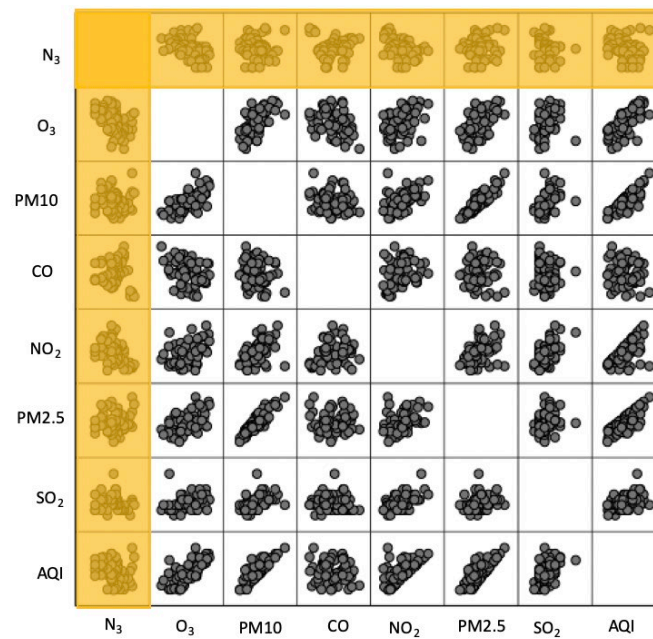 N₃
O₃
PM10
CO
NO₂
PM2.5
SO₂
AQI
N₃ O₃ PM10 CO NO₂ PM2.5 SO₂ AQI